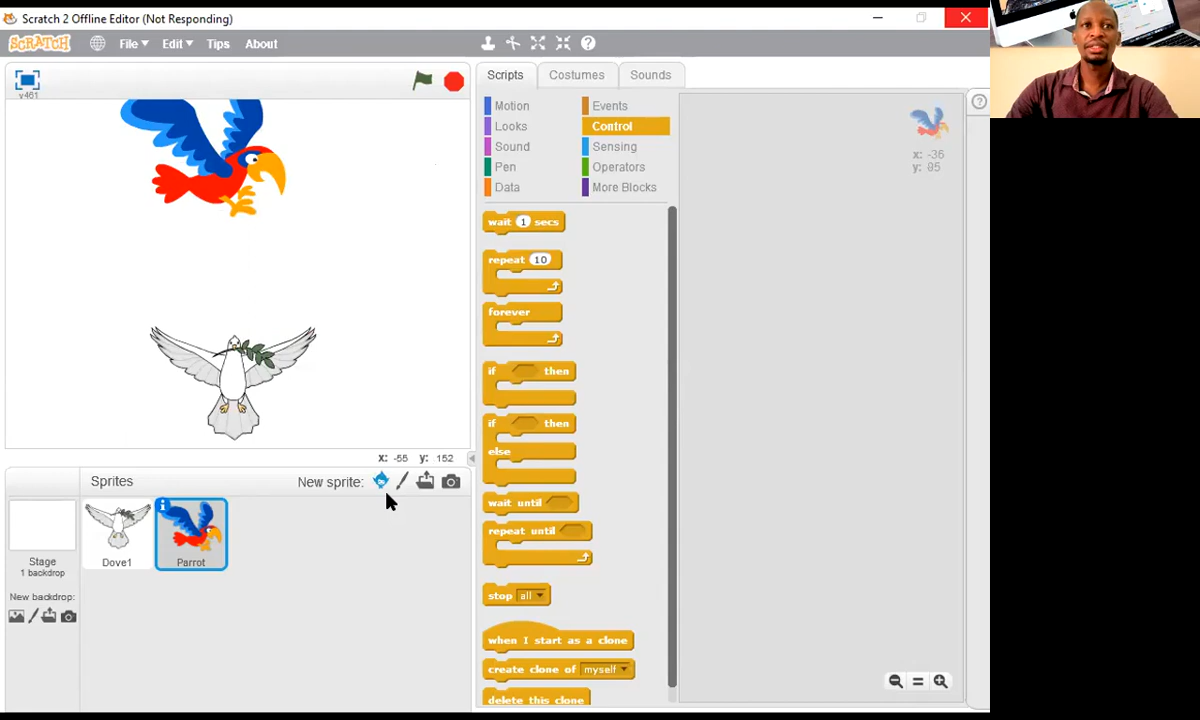 Scratch 2 Offline Editor (Not Responding)
SCRATCH File Edit Tips About
v461
Scripts Costumes Sounds
Motion Events
Looks Control
Sound Sensing
Pen Operators
Data More Blocks
x: -36
y: 85
wait 1 secs
repeat 10
forever
if then
if then
else
wait until
repeat until
stop all
when I start as a clone
create clone of myself
delete this clone
x: -55 y: 152
Sprites New sprite:
Stage
1 backdrop
New backdrop:
Dove1 Parrot